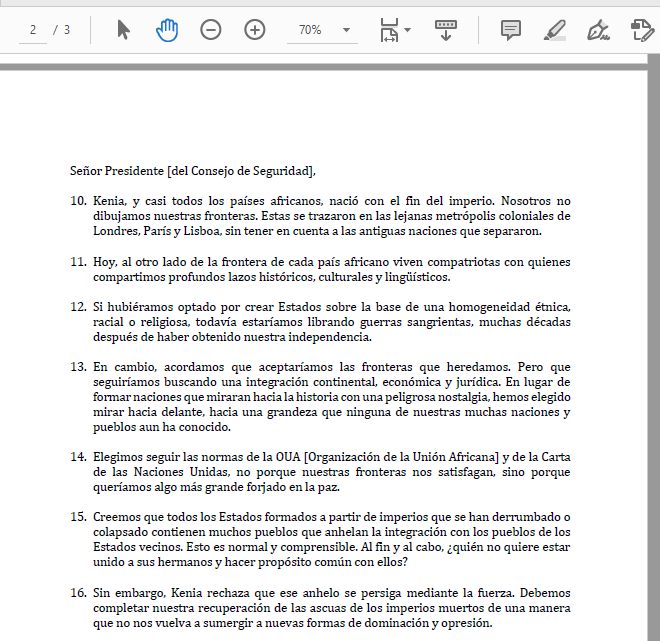 2 / 3 70%
Señor Presidente [del Consejo de Seguridad],
10. Kenia, y casi todos los países africanos, nació con el fin del imperio. Nosotros no
dibujamos nuestras fronteras. Estas se trazaron en las lejanas metrópolis coloniales de
Londres, París y Lisboa, sin tener en cuenta a las antiguas naciones que separaron.
11. Hoy, al otro lado de la frontera de cada país africano viven compatriotas con quienes
compartimos profundos lazos históricos, culturales y lingüísticos.
12. Si hubiéramos optado por crear Estados sobre la base de una homogeneidad étnica,
racial o religiosa, todavía estaríamos librando guerras sangrientas, muchas décadas
después de haber obtenido nuestra independencia.
13. En cambio, acordamos que aceptaríamos las fronteras que heredamos. Pero que
seguiríamos buscando una integración continental, económica y jurídica. En lugar de
formar naciones que miraran hacia la historia con una peligrosa nostalgia, hemos elegido
mirar hacia delante, hacia una grandeza que ninguna de nuestras muchas naciones y
pueblos aun ha conocido.
14. Elegimos seguir las normas de la OUA [Organización de la Unión Africana] y de la Carta
de las Naciones Unidas, no porque nuestras fronteras nos satisfagan, sino porque
queríamos algo más grande forjado en la paz.
15. Creemos que todos los Estados formados a partir de imperios que se han derrumbado o
colapsado contienen muchos pueblos que anhelan la integración con los pueblos de los
Estados vecinos. Esto es normal y comprensible. Al fin y al cabo, ¿quién no quiere estar
unido a sus hermanos y hacer propósito común con ellos?
16. Sin embargo, Kenia rechaza que ese anhelo se persiga mediante la fuerza. Debemos
completar nuestra recuperación de las ascuas de los imperios muertos de una manera
que no nos vuelva a sumergir a nuevas formas de dominación y opresión.